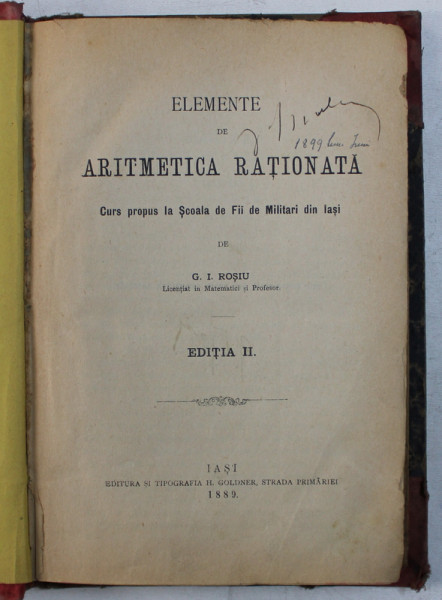 ELEMENTE
DE
ARITMETICA RAȚIONATĂ
Curs propus la Școala de Fii de Militari din Iași
DE
G. I. ROȘIU
Licențiat in Matematici și Profesor.
EDIȚIA II.
IAȘI
EDITURA ȘI TIPOGRAFIA H. GOLDNER, STRADA PRIMĂRIEI
1889.
1899